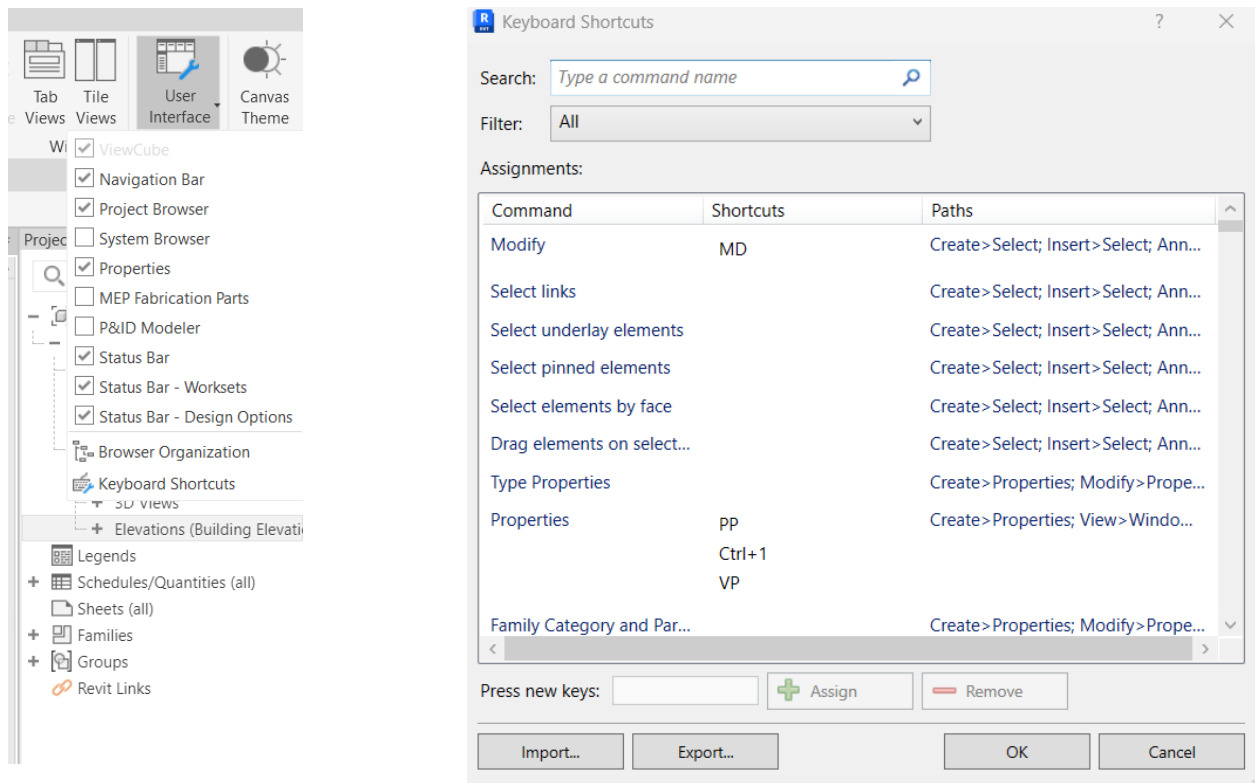 Tab
Views
Tile
Views
User
Interface
Canvas
Theme
Wi
ViewCube
Navigation Bar
Project Browser
System Browser
Properties
MEP Fabrication Parts
P&ID Modeler
Status Bar
Status Bar - Worksets
Status Bar - Design Options
Browser Organization
Keyboard Shortcuts
Projec
3D Views
Elevations (Building Elevati
Legends
Schedules/Quantities (all)
Sheets (all)
Families
Groups
Revit Links
R
RVT
Keyboard Shortcuts
?
Search: Type a command name
Filter: All
Assignments:
Command Shortcuts Paths
Modify MD Create>Select; Insert>Select; Ann...
Select links Create>Select; Insert>Select; Ann...
Select underlay elements Create>Select; Insert>Select; Ann...
Select pinned elements Create>Select; Insert>Select; Ann...
Select elements by face Create>Select; Insert>Select; Ann...
Drag elements on select... Create>Select; Insert>Select; Ann...
Type Properties Create>Properties; Modify>Prope...
Properties PP Create>Properties; View>Windo...
Ctrl+1
VP
Family Category and Par... Create>Properties; Modify>Prope...
Press new keys: Assign Remove
Import... Export... OK Cancel